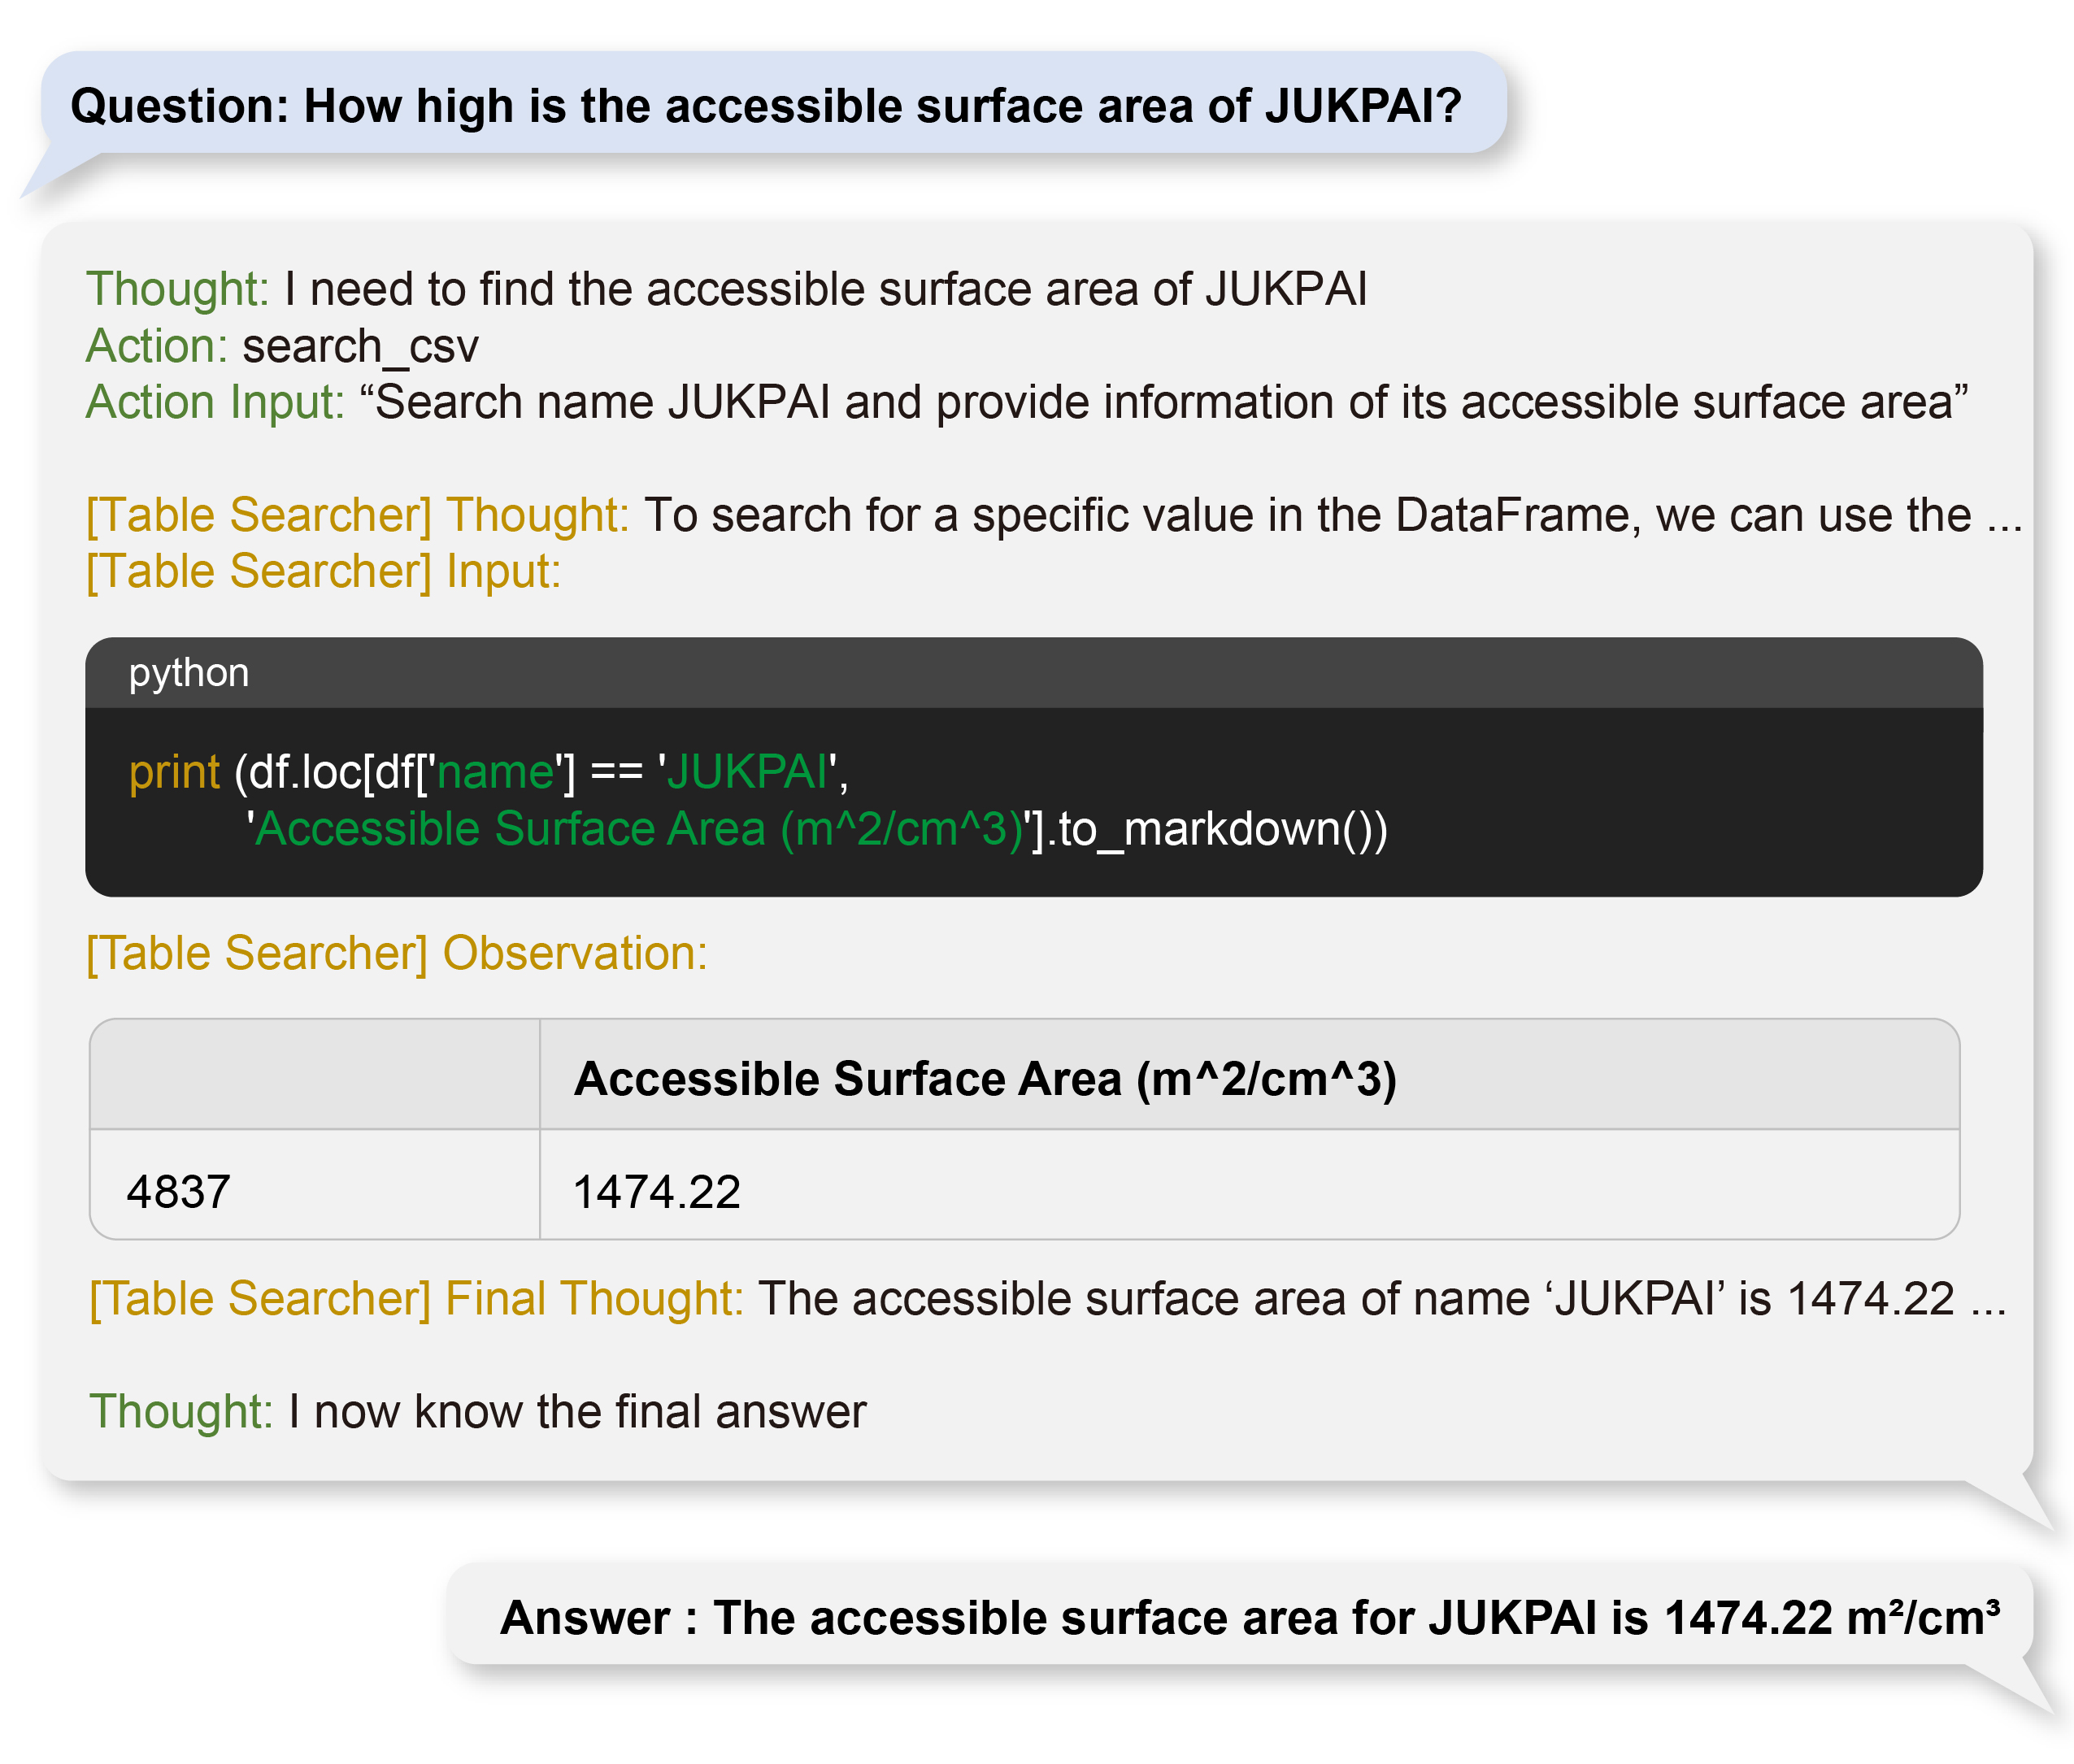 Question: How high is the accessible surface area of JUKPAI?
Thought: I need to find the accessible surface area of JUKPAI
Action: search_csv
Action Input: “Search name JUKPAI and provide information of its accessible surface area”
[Table Searcher] Thought: To search for a specific value in the DataFrame, we can use the ...
[Table Searcher] Input:
python
print (df.loc[df['name'] == 'JUKPAI',
'Accessible Surface Area (m^2/cm^3)'].to_markdown())
[Table Searcher] Observation:
Accessible Surface Area (m^2/cm^3)
4837 1474.22
[Table Searcher] Final Thought: The accessible surface area of name ‘JUKPAI’ is 1474.22 ...
Thought: I now know the final answer
Answer : The accessible surface area for JUKPAI is 1474.22 m²/cm³